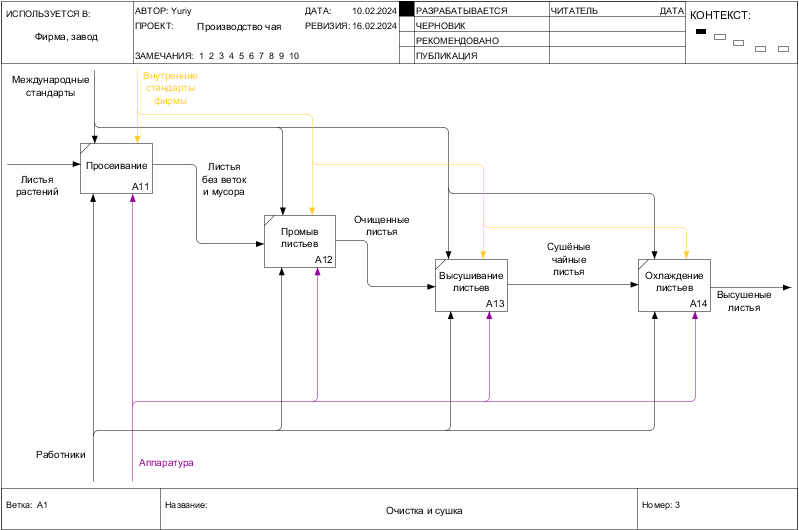 ИСПОЛЬЗУЕТСЯ В:
Фирма, завод
АВТОР: Yuriy
ДАТА: 10.02.2024
ПРОЕКТ: Производство чая
РЕВИЗИЯ: 16.02.2024
ЗАМЕЧАНИЯ: 1 2 3 4 5 6 7 8 9 10
РАЗРАБАТЫВАЕТСЯ
ЧЕРНОВИК
РЕКОМЕНДОВАНО
ПУБЛИКАЦИЯ
ЧИТАТЕЛЬ
ДАТА
КОНТЕКСТ:
Международные
стандарты
Внутренние
стандарты
фирмы
Листья
растений
Просеивание
A11
Листья
без веток
и мусора
Промыв
листьев
A12
Очищенные
листья
Высушивание
листьев
A13
Сушёные
чайные
листья
Охлаждение
листьев
A14
Высушеные
листья
Работники
Аппаратура
Ветка: A1
Название:
Очистка и сушка
Номер: 3